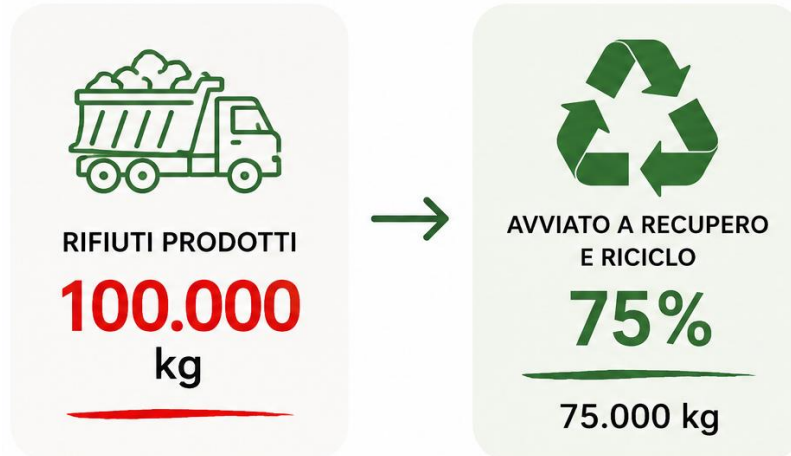 RIFIUTI PRODOTTI
100.000
kg
AVVIATO A RECUPERO
E RICICLO
75%
75.000 kg